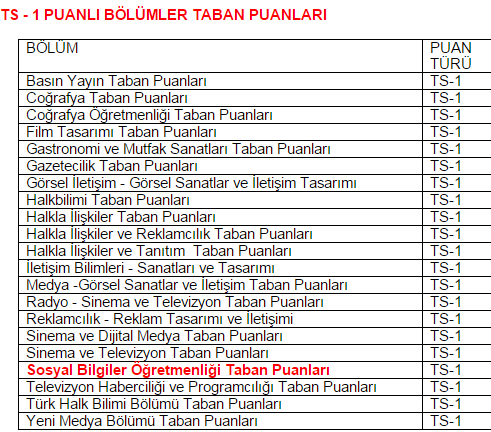 TS - 1 PUANLI BÖLÜMLER TABAN PUANLARI
BÖLÜM PUAN TÜRÜ
Basın Yayın Taban Puanları TS-1
Coğrafya Taban Puanları TS-1
Coğrafya Öğretmenliği Taban Puanları TS-1
Film Tasarımı Taban Puanları TS-1
Gastronomi ve Mutfak Sanatları Taban Puanları TS-1
Gazetecilik Taban Puanları TS-1
Görsel İletişim - Görsel Sanatlar ve İletişim Tasarımı TS-1
Halkbilimi Taban Puanları TS-1
Halkla İlişkiler Taban Puanları TS-1
Halkla İlişkiler ve Reklamcılık Taban Puanları TS-1
Halkla İlişkiler ve Tanıtım Taban Puanları TS-1
İletişim Bilimleri - Sanatları ve Tasarımı TS-1
Medya -Görsel Sanatlar ve İletişim Taban Puanları TS-1
Radyo - Sinema ve Televizyon Taban Puanları TS-1
Reklamcılık - Reklam Tasarımı ve İletişimi TS-1
Sinema ve Dijital Medya Taban Puanları TS-1
Sinema ve Televizyon Taban Puanları TS-1
Sosyal Bilgiler Öğretmenliği Taban Puanları TS-1
Televizyon Haberciliği ve Programcılığı Taban Puanları TS-1
Türk Halk Bilimi Bölümü Taban Puanları TS-1
Yeni Medya Bölümü Taban Puanları TS-1